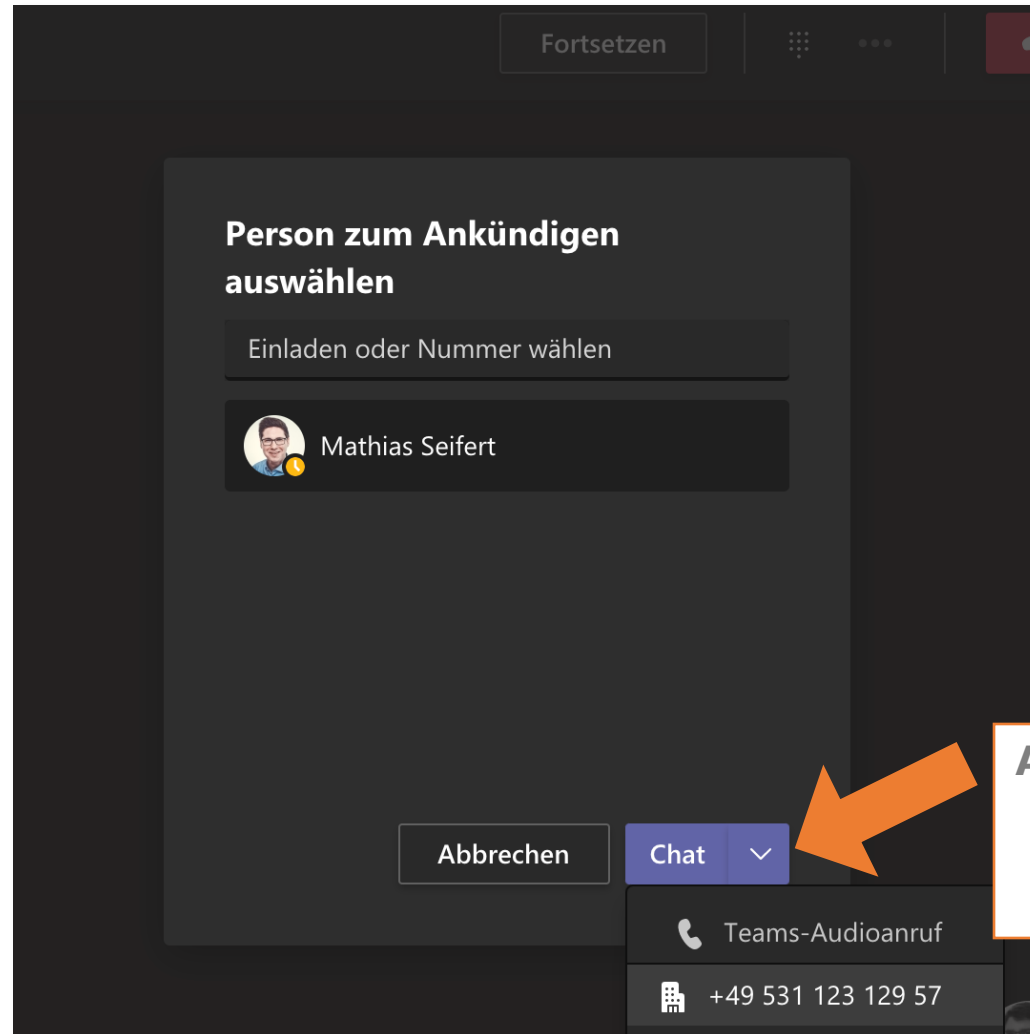 Fortsetzen
Person zum Ankündigen
auswählen
Einladen oder Nummer wählen
Mathias Seifert
Abbrechen
Chat
Teams-Audioanruf
+49 531 123 129 57